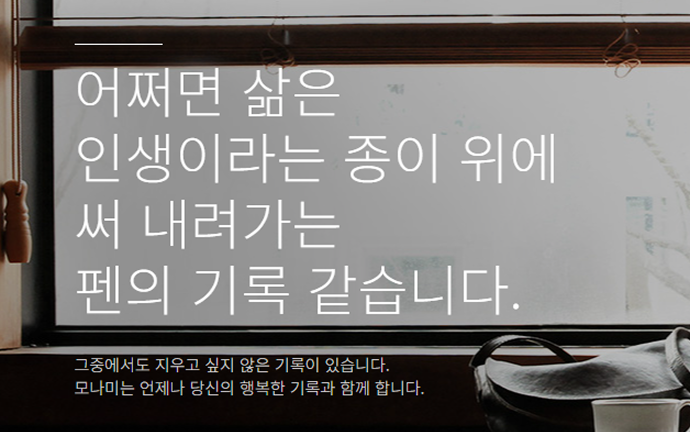 어쩌면 삶은
인생이라는 종이 위에
써 내려가는
펜의 기록 같습니다.
그중에서도 지우고 싶지 않은 기록이 있습니다.
모나미는 언제나 당신의 행복한 기록과 함께 합니다.